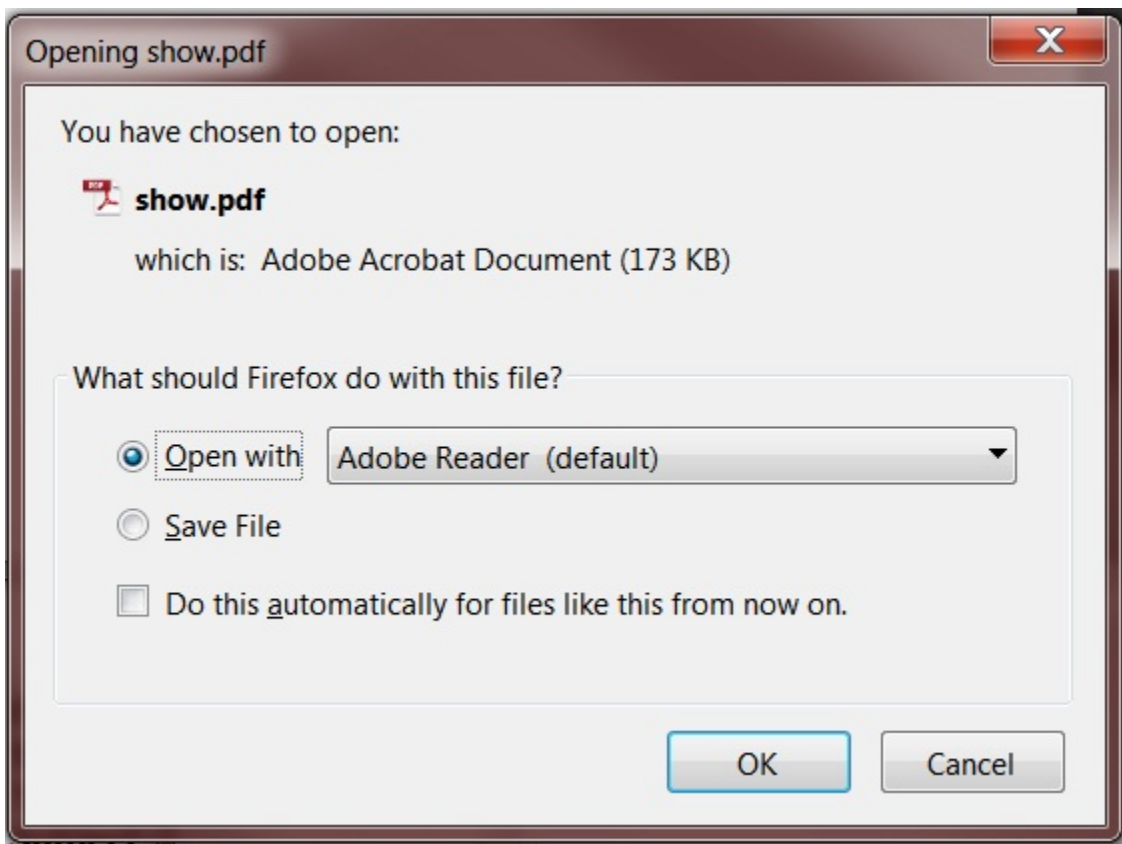 Opening show.pdf
You have chosen to open:
show.pdf
which is: Adobe Acrobat Document (173 KB)
What should Firefox do with this file?
Open with Adobe Reader (default)
Save File
Do this automatically for files like this from now on.
OK Cancel